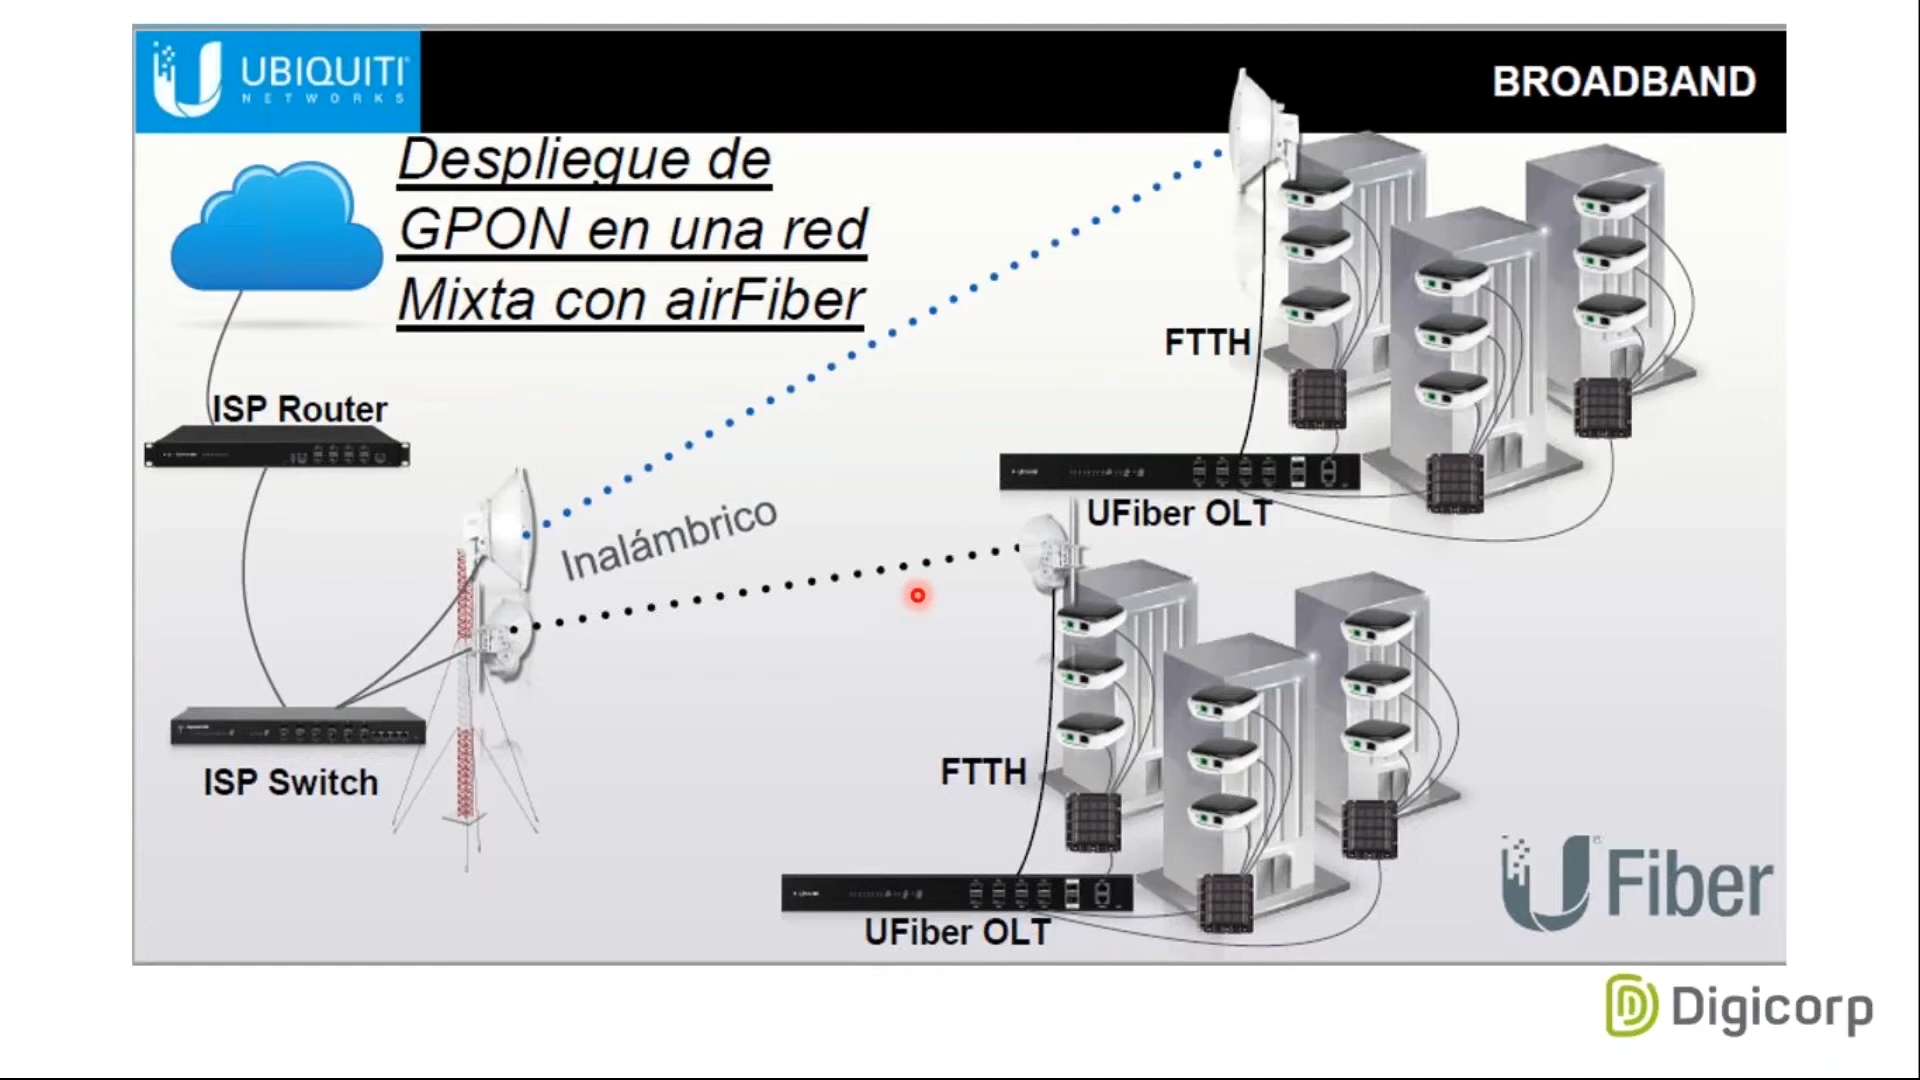 UBIQUITI
NETWORKS
BROADBAND
Despliegue de
GPON en una red
Mixta con airFiber
ISP Router
FTTH
Inalámbrico
UFiber OLT
ISP Switch
FTTH
UFiber OLT
Fiber
Digicorp